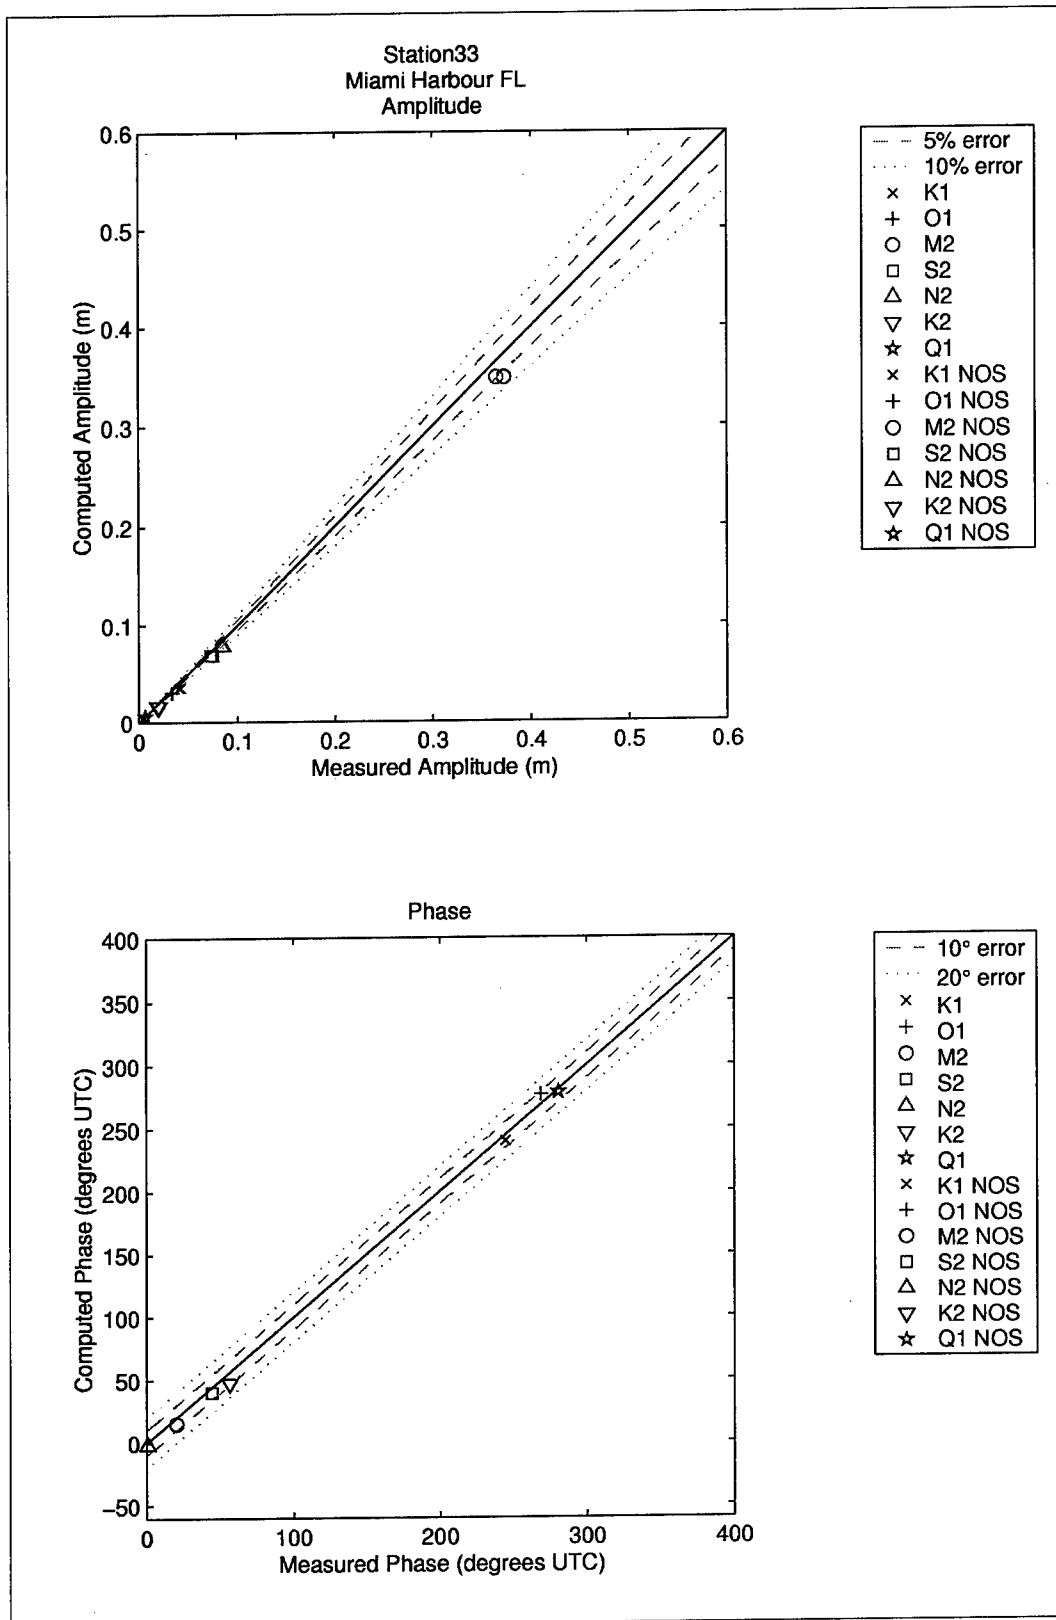 Station33
Miami Harbour FL
Amplitude
0.6
0.5
0.4
0.3
0.2
0.1
0
Computed Amplitude (m)
0
0.1
0.2
0.3
0.4
0.5
0.6
Measured Amplitude (m)
5% error
10% error
K1
O1
M2
S2
N2
K2
Q1
K1 NOS
O1 NOS
M2 NOS
S2 NOS
N2 NOS
K2 NOS
Q1 NOS
Phase
400
350
300
250
200
150
100
50
0
−50
Computed Phase (degrees UTC)
0
100
200
300
400
Measured Phase (degrees UTC)
10° error
20° error
K1
O1
M2
S2
N2
K2
Q1
K1 NOS
O1 NOS
M2 NOS
S2 NOS
N2 NOS
K2 NOS
Q1 NOS